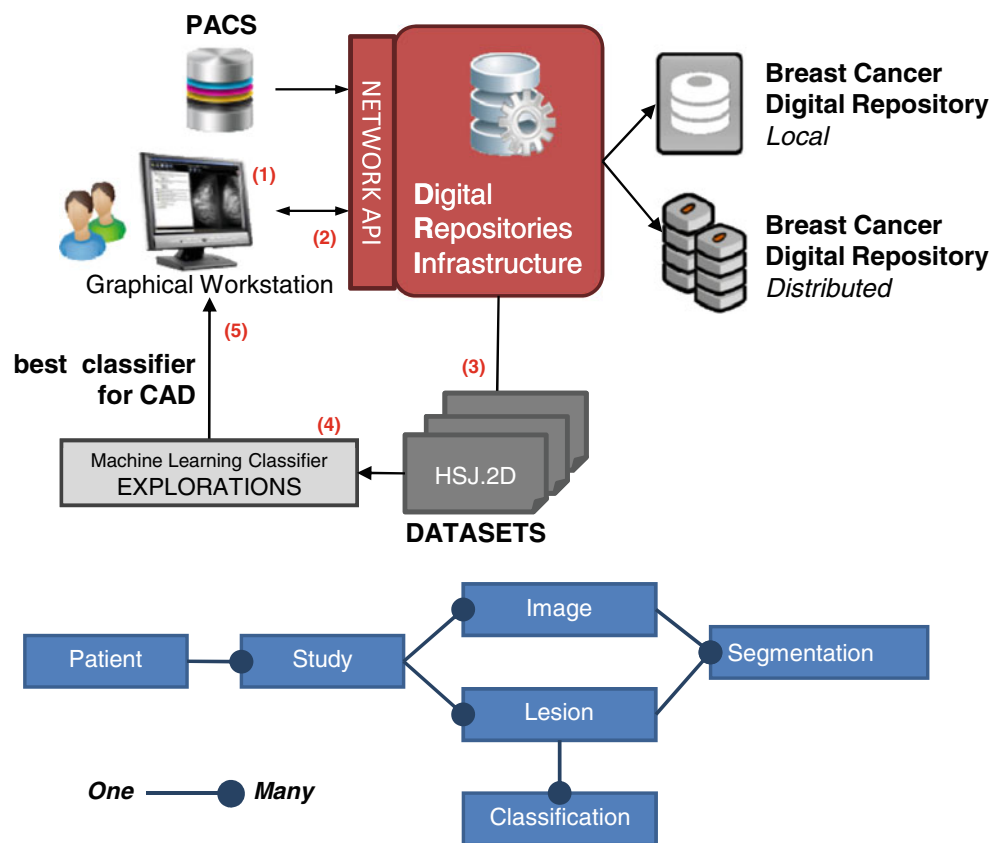 PACS
(1)
(2)
Graphical Workstation
NETWORK API
Digital
Repositories
Infrastructure
Breast Cancer
Digital Repository
Local
Breast Cancer
Digital Repository
Distributed
(5)
best classifier
for CAD
(3)
(4)
Machine Learning Classifier
EXPLORATIONS
HSJ.2D
DATASETS
Image
Patient
Study
Segmentation
Lesion
One
Many
Classification